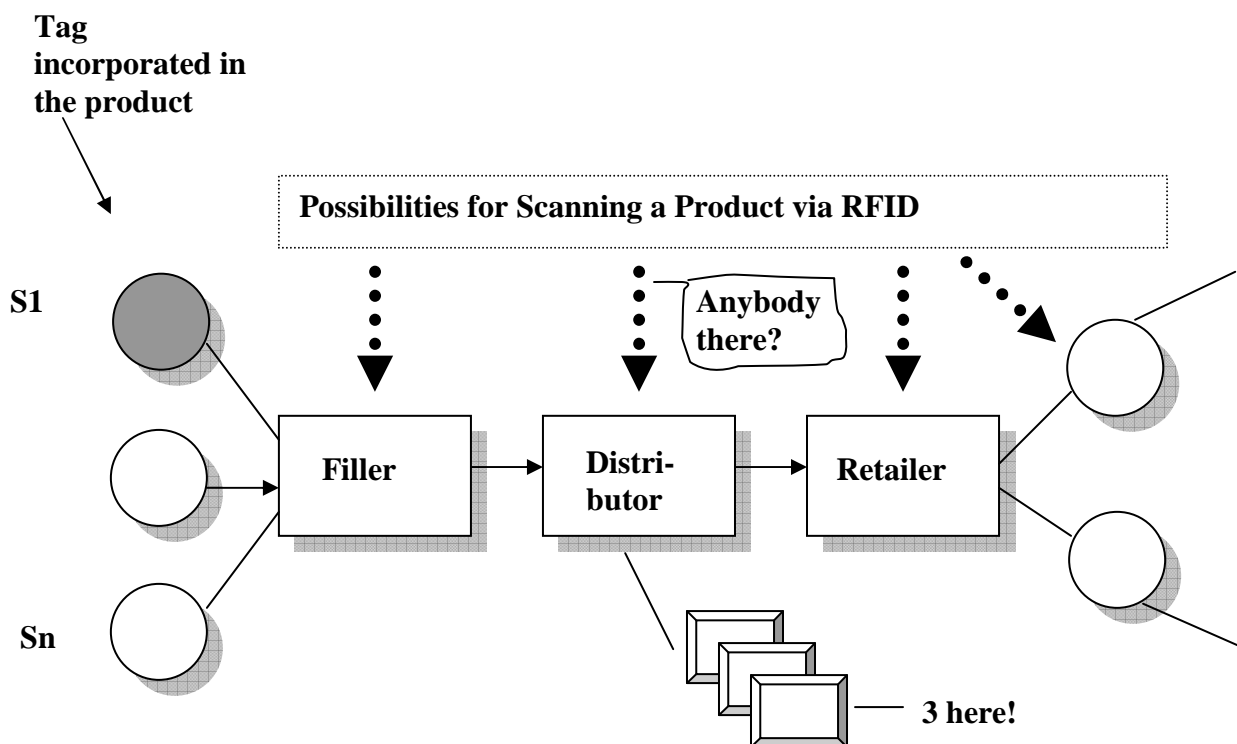 Tag
incorporated in
the product
Possibilities for Scanning a Product via RFID
S1
Anybody
there?
Filler
Distri-
butor
Retailer
Sn
3 here!